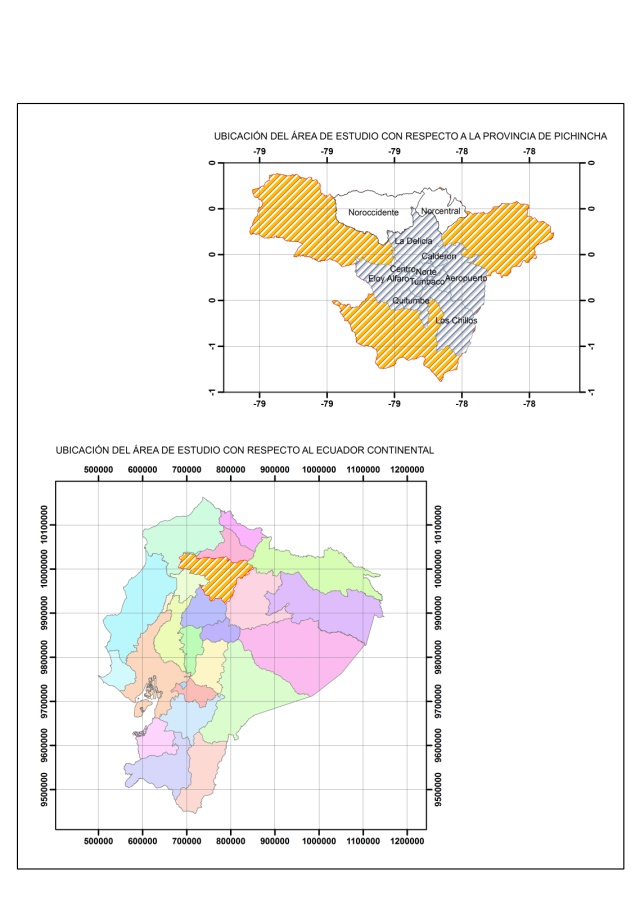 UBICACIÓN DEL ÁREA DE ESTUDIO CON RESPECTO A LA PROVINCIA DE PICHINCHA
-79 -79 -79 -78 -78
0 0
Noroccidente Norcentral
0 0
La Delicia
0 0
Calderon
Centro Norte
Eloy Alfaro Tumbaco Aeropuerto
Quitumbe
0 0
Los Chillos
-1 -1
-1 -1
-79 -79 -79 -78 -78
UBICACIÓN DEL ÁREA DE ESTUDIO CON RESPECTO AL ECUADOR CONTINENTAL
500000 600000 700000 800000 900000 1000000 1100000 1200000
10100000 10100000
10000000 10000000
9900000 9900000
9800000 9800000
9700000 9700000
9600000 9600000
9500000 9500000
500000 600000 700000 800000 900000 1000000 1100000 1200000